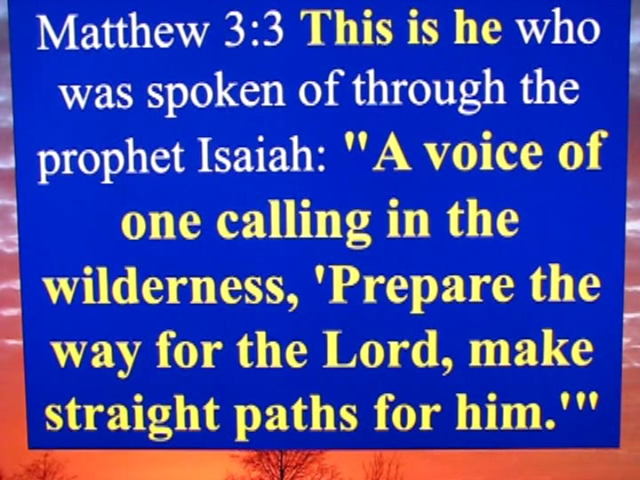 Matthew 3:3 This is he who
was spoken of through the
prophet Isaiah: "A voice of
one calling in the
wilderness, 'Prepare the
way for the Lord, make
straight paths for him.'"